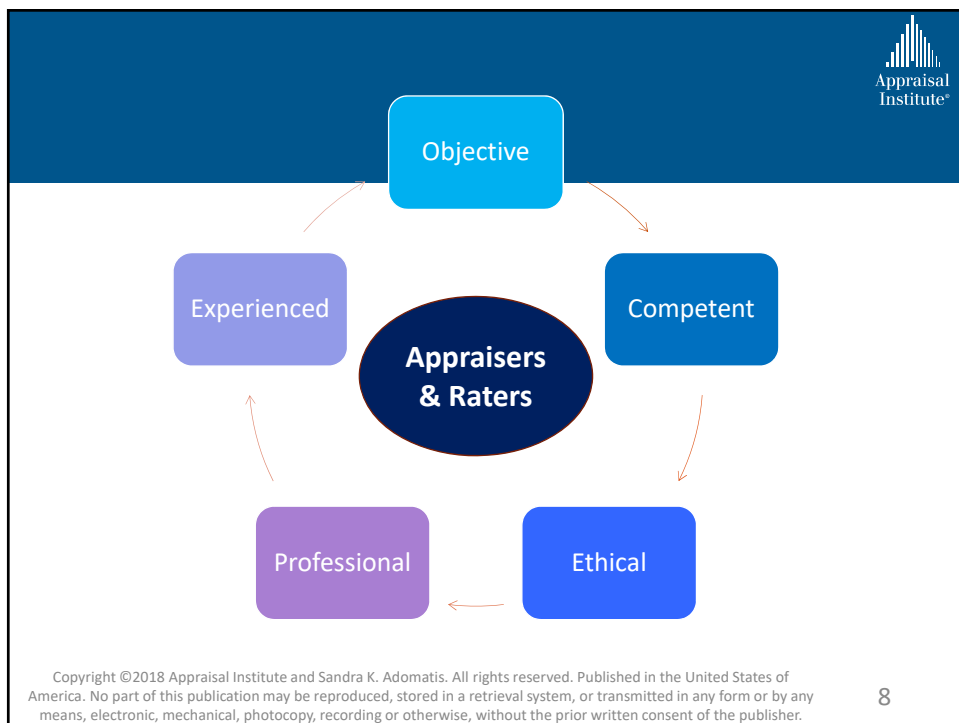 Appraisal
Institute®
Objective
Competent
Ethical
Professional
Experienced
Appraisers
& Raters
Copyright ©2018 Appraisal Institute and Sandra K. Adomatis. All rights reserved. Published in the United States of
America. No part of this publication may be reproduced, stored in a retrieval system, or transmitted in any form or by any
means, electronic, mechanical, photocopy, recording or otherwise, without the prior written consent of the publisher.
8